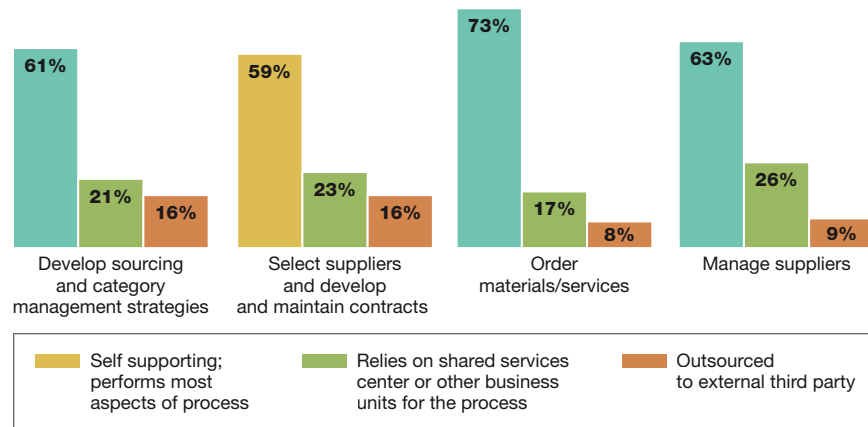 61%
21%
16%
Develop sourcing
and category
management strategies
59%
23%
16%
Select suppliers
and develop
and maintain contracts
73%
17%
8%
Order
materials/services
63%
26%
9%
Manage suppliers
Self supporting;
performs most
aspects of process
Relies on shared services
center or other business
units for the process
Outsourced
to external third party